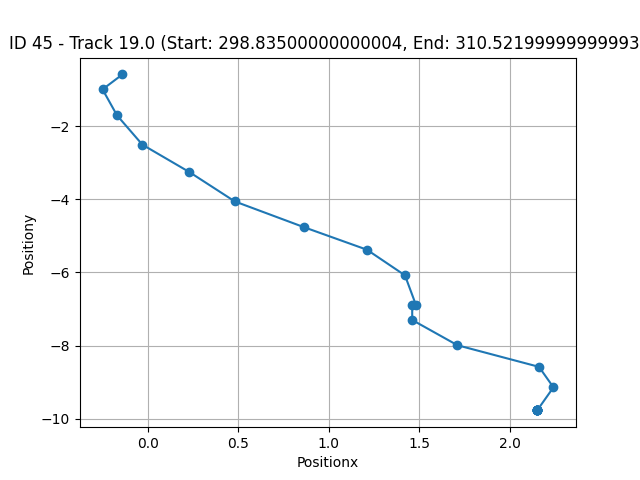 ID 45 - Track 19.0 (Start: 298.83500000000004, End: 310.52199999999993
−2
−4
−6
−8
−10
Positiony
0.0 0.5 1.0 1.5 2.0
Positionx